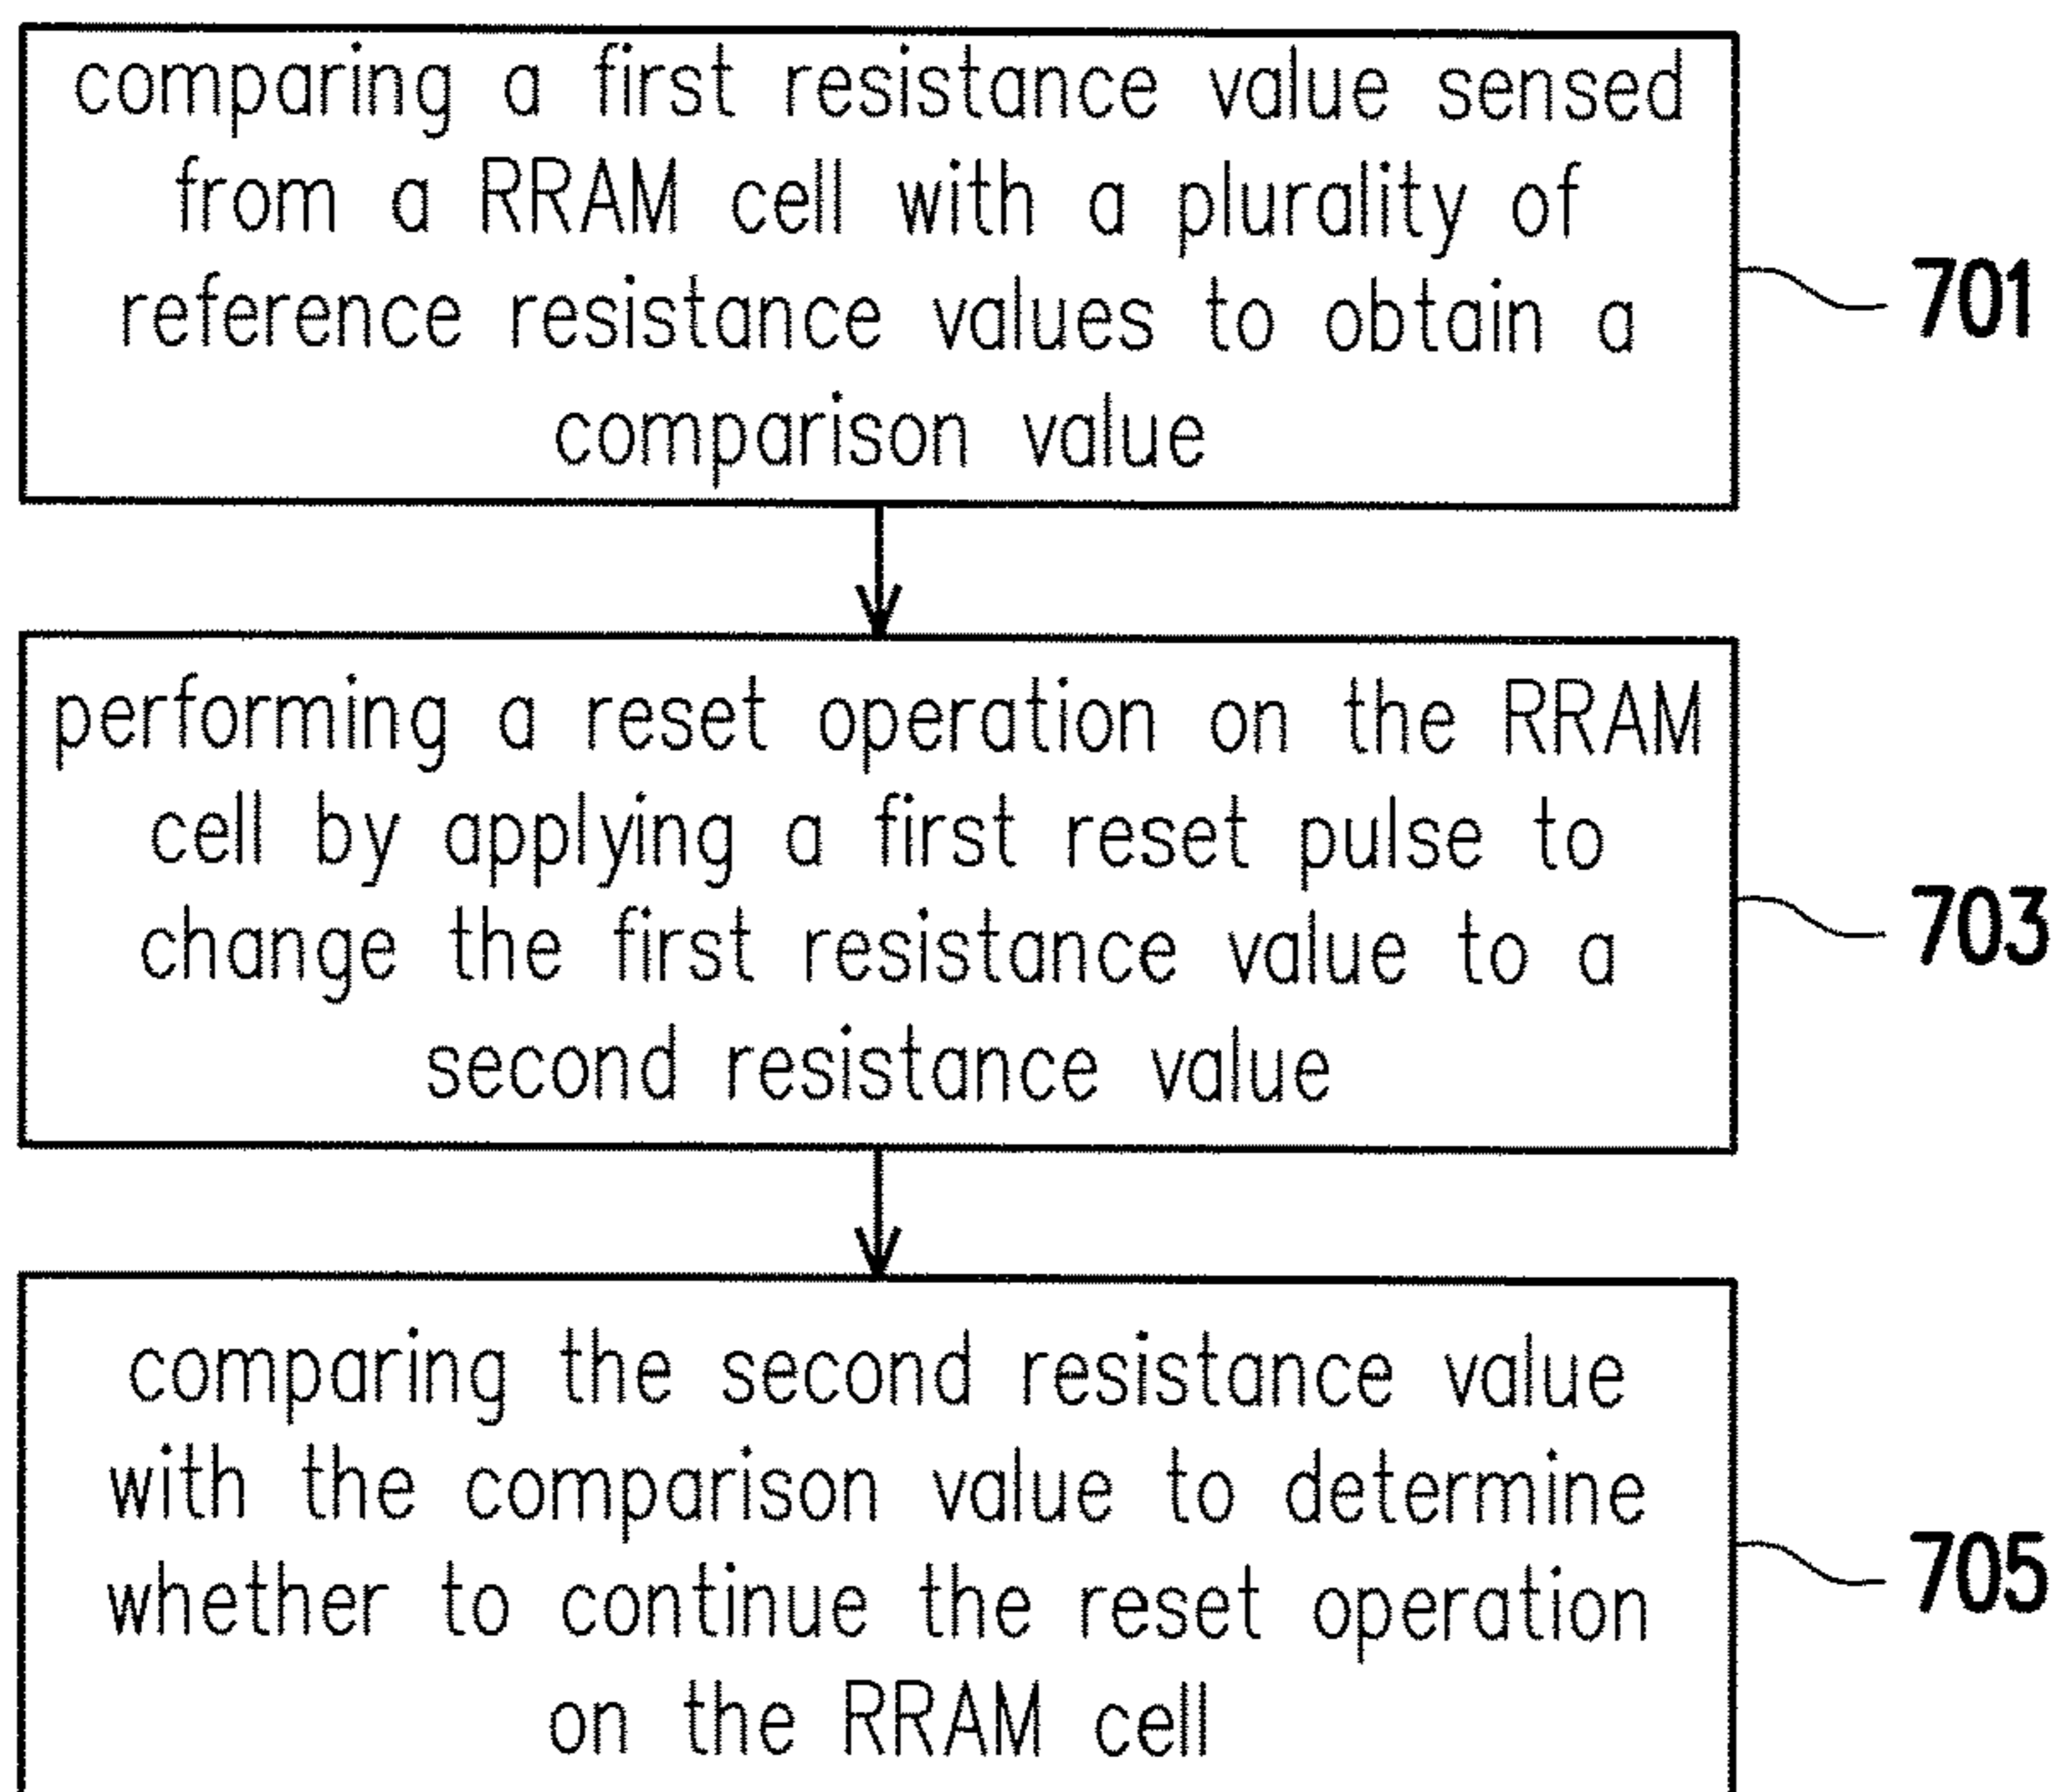 comparing a first resistance value sensed
from a RRAM cell with a plurality of
reference resistance values to obtain a
comparison value
701
performing a reset operation on the RRAM
cell by applying a first reset pulse to
change the first resistance value to a
second resistance value
703
comparing the second resistance value
with the comparison value to determine
whether to continue the reset operation
on the RRAM cell
705